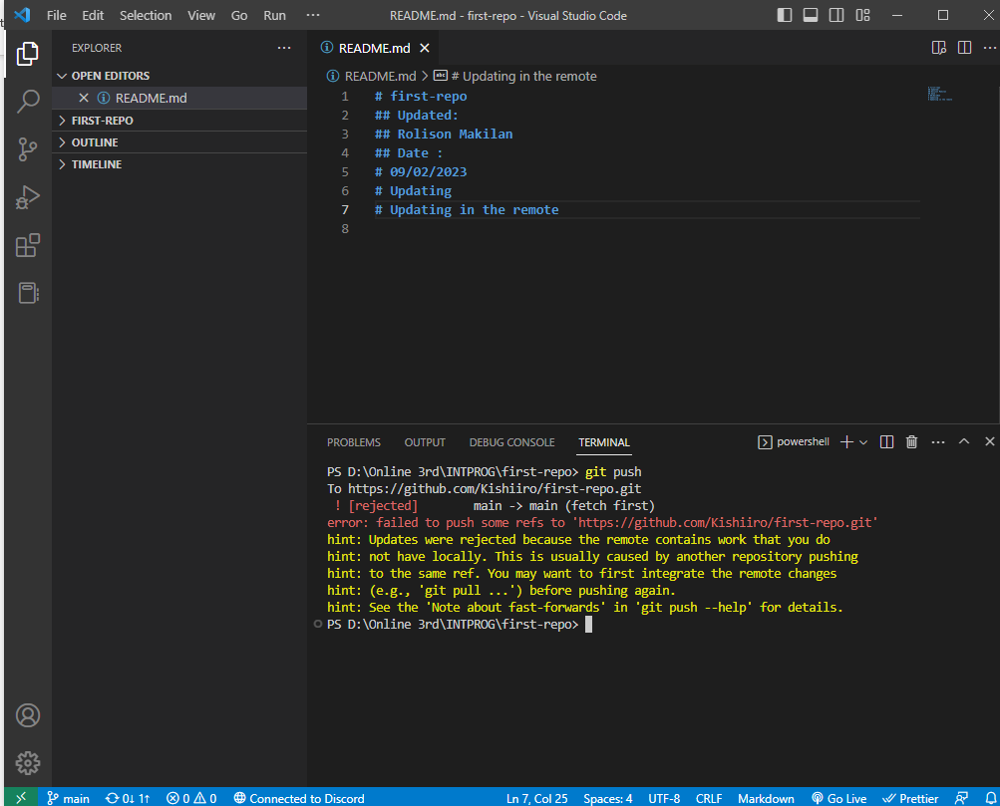 File Edit Selection View Go Run ··· README.md - first-repo - Visual Studio Code
EXPLORER ···
OPEN EDITORS
README.md
FIRST-REPO
OUTLINE
TIMELINE
README.md
README.md > # Updating in the remote
1 # first-repo
2 ## Updated:
3 ## Rolison Makilan
4 ## Date :
5 # 09/02/2023
6 # Updating
7 # Updating in the remote
8
PROBLEMS OUTPUT DEBUG CONSOLE TERMINAL powershell
PS D:\Online 3rd\INTPROG\first-repo> git push
To https://github.com/Kishiiro/first-repo.git
! [rejected]        main -> main (fetch first)
error: failed to push some refs to 'https://github.com/Kishiiro/first-repo.git'
hint: Updates were rejected because the remote contains work that you do
hint: not have locally. This is usually caused by another repository pushing
hint: to the same ref. You may want to first integrate the remote changes
hint: (e.g., 'git pull ...') before pushing again.
hint: See the 'Note about fast-forwards' in 'git push --help' for details.
PS D:\Online 3rd\INTPROG\first-repo>
main 0↓ 1↑ 0 0 Connected to Discord Ln 7, Col 25 Spaces: 4 UTF-8 CRLF Markdown Go Live Prettier